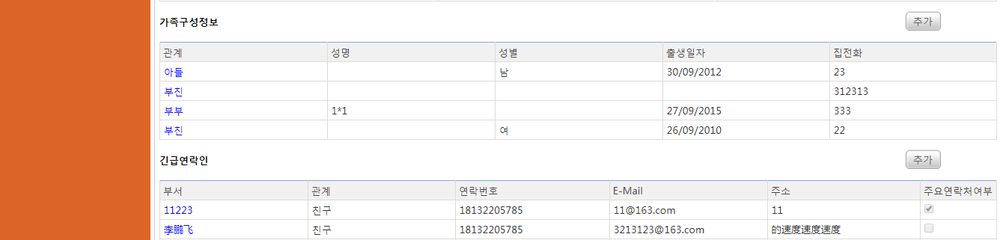 가족구성정보 추가
관계 성명 성별 출생일자 집전화
아들 남 30/09/2012 23
부친 312313
부부 1*1 27/09/2015 333
부친 여 26/09/2010 22
긴급연락인 추가
부서 관계 연락번호 E-Mail 주소 주요연락처여부
11223 친구 18132205785 11@163.com 11
李鹏飞 친구 18132205785 3213123@163.com 的速度速度速度